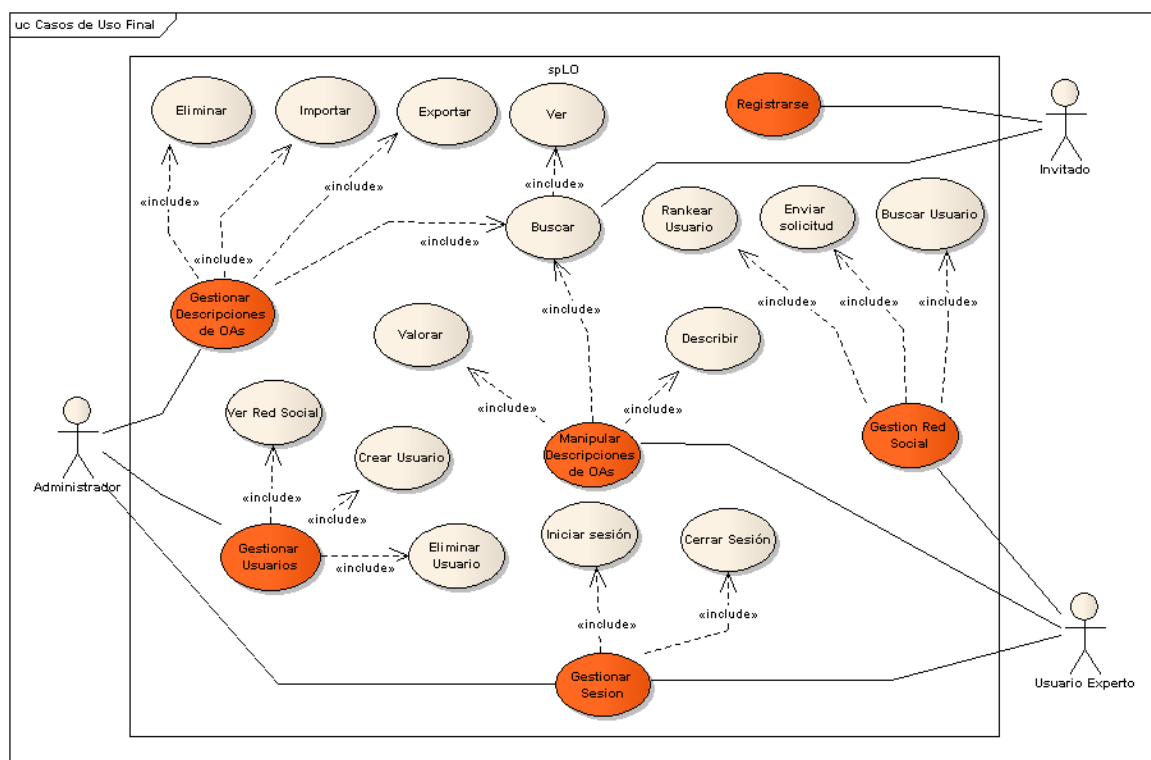 uc Casos de Uso Final
spLO
Eliminar
Importar
Exportar
Ver
Registrarse
Invitado
«include»
«include»
«include»
«include»
«include»
Buscar
Rankear
Usuario
Enviar
solicitud
Buscar Usuario
Gestionar
Descripciones
de OAs
«include»
«include»
«include»
Valorar
Describir
Ver Red Social
«include»
«include»
«include»
Manipular
Descripciones
de OAs
Gestion Red
Social
Crear Usuario
Administrador
«include»
«include»
Gestionar
Usuarios
«include»
Eliminar
Usuario
Iniciar sesión
Cerrar Sesión
«include»
«include»
Gestionar
Sesion
Usuario Experto